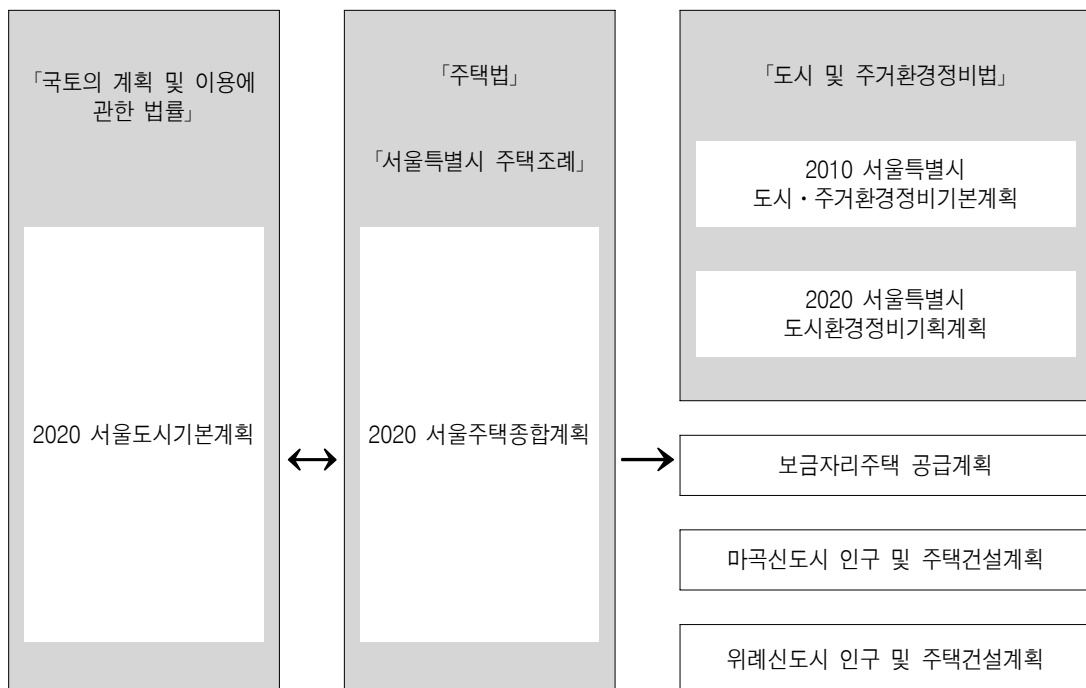 「국토의 계획 및 이용에
관한 법률」
2020 서울도시기본계획
「주택법」
「서울특별시 주택조례」
2020 서울주택종합계획
「도시 및 주거환경정비법」
2010 서울특별시
도시·주거환경정비기본계획
2020 서울특별시
도시환경정비기획계획
보금자리주택 공급계획
마곡신도시 인구 및 주택건설계획
위례신도시 인구 및 주택건설계획